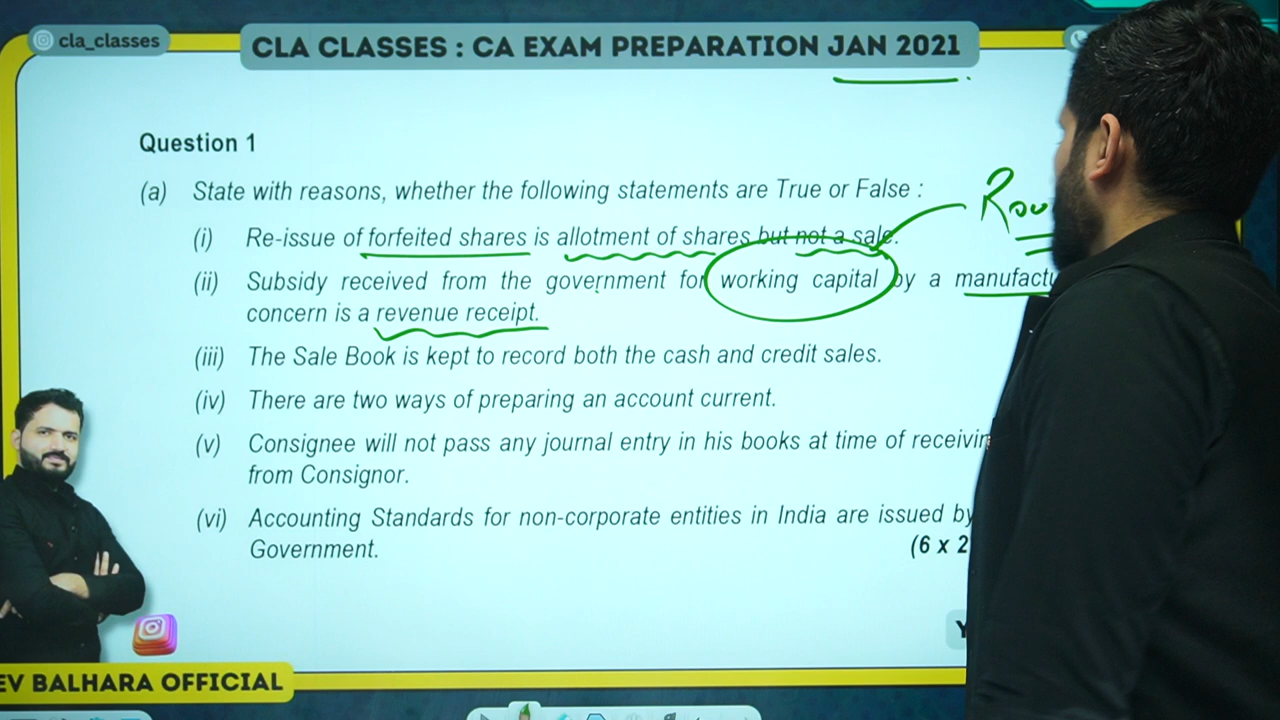 cla_classes
CLA CLASSES : CA EXAM PREPARATION JAN 2021
Question 1
(a) State with reasons, whether the following statements are True or False :
(i) Re-issue of forfeited shares is allotment of shares but not a sale.
(ii) Subsidy received from the government for working capital by a
concern is a revenue receipt.
(iii) The Sale Book is kept to record both the cash and credit sales.
(iv) There are two ways of preparing an account current.
(v) Consignee will not pass any journal entry in his books at time of
from Consignor.
(vi) Accounting Standards for non-corporate entities in India are issued by
Government.
(6 x 2
EV BALHARA OFFICIAL